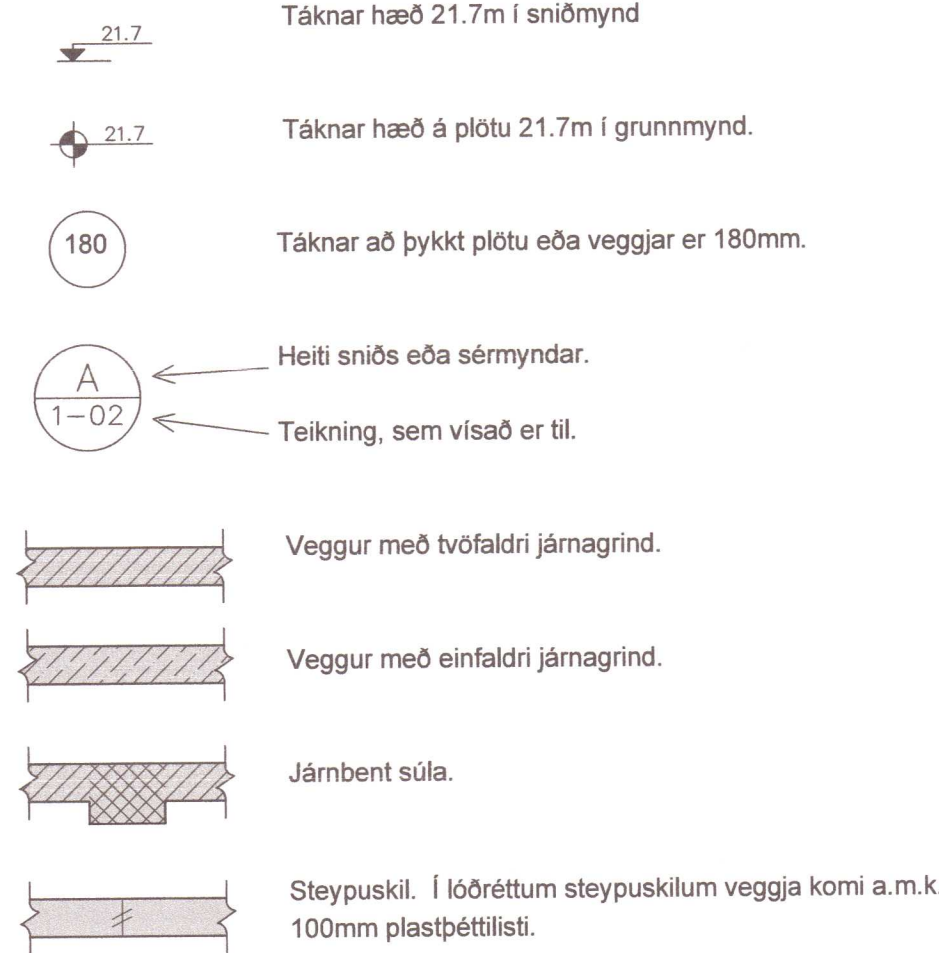 Táknar hæð 21.7m í sniðmynd
21.7
21.7 Táknar hæð á plötu 21.7m í grunnmynd.
180 Táknar að þykkt plötu eða veggjar er 180mm.
A Heiti sniðs eða sérmyndar.
1-02
Teikning, sem vísað er til.
Veggur með tvöfaldri járnagrind.
Veggur með einfaldri járnagrind.
Járnbent súla.
Steypuskil. Í lóðréttum steypuskilum veggja komi a.m.k.
100mm plastþéttilisti.